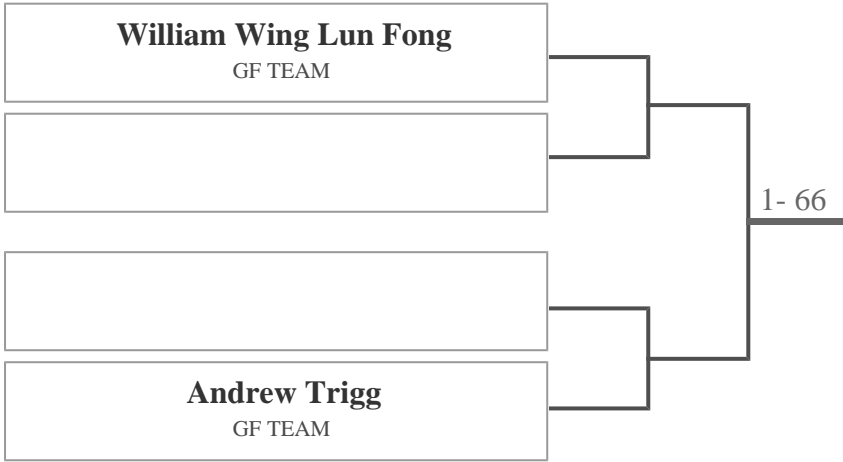 William Wing Lun Fong
GF TEAM
1- 66
Andrew Trigg
GF TEAM